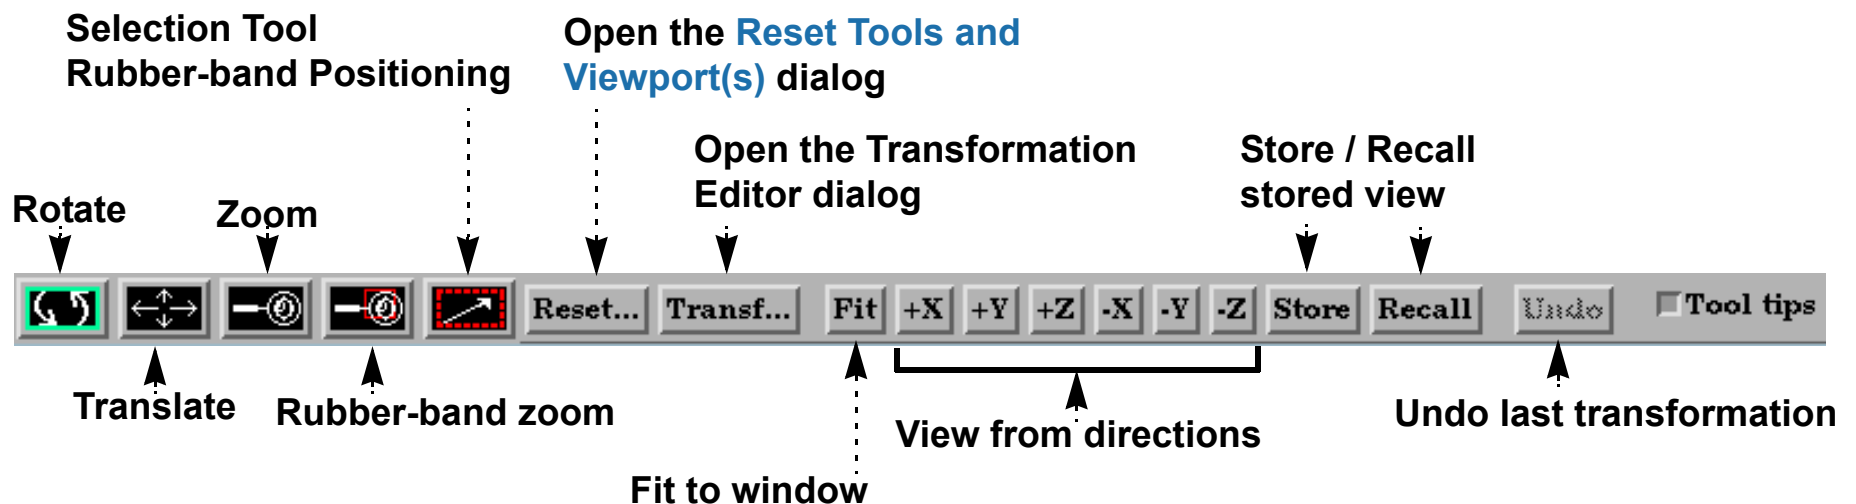 Selection Tool
Rubber-band Positioning
Open the Reset Tools and
Viewport(s) dialog
Open the Transformation
Editor dialog
Store / Recall
stored view
Rotate
Zoom
Reset... Transf... Fit +X +Y +Z -X -Y -Z Store Recall Undo Tool tips
Translate
Rubber-band zoom
View from directions
Undo last transformation
Fit to window